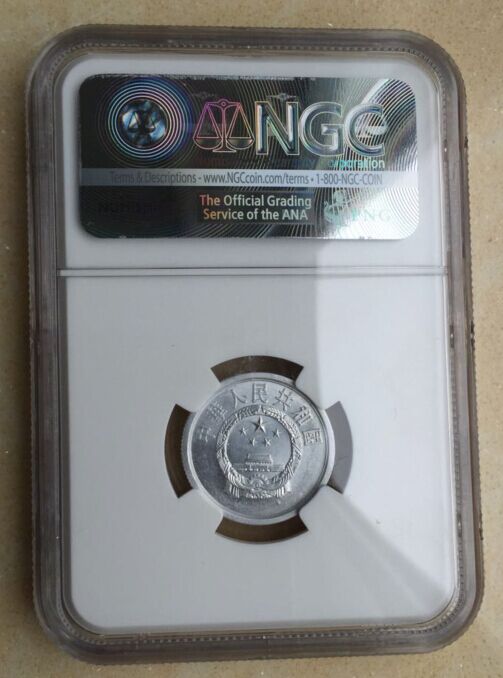 NGC
Terms & Descriptions - www.NGCcoin.com/terms • 1-800-NGC-COIN
The Official Grading
Service of the ANA
PNG
中华人民共和国